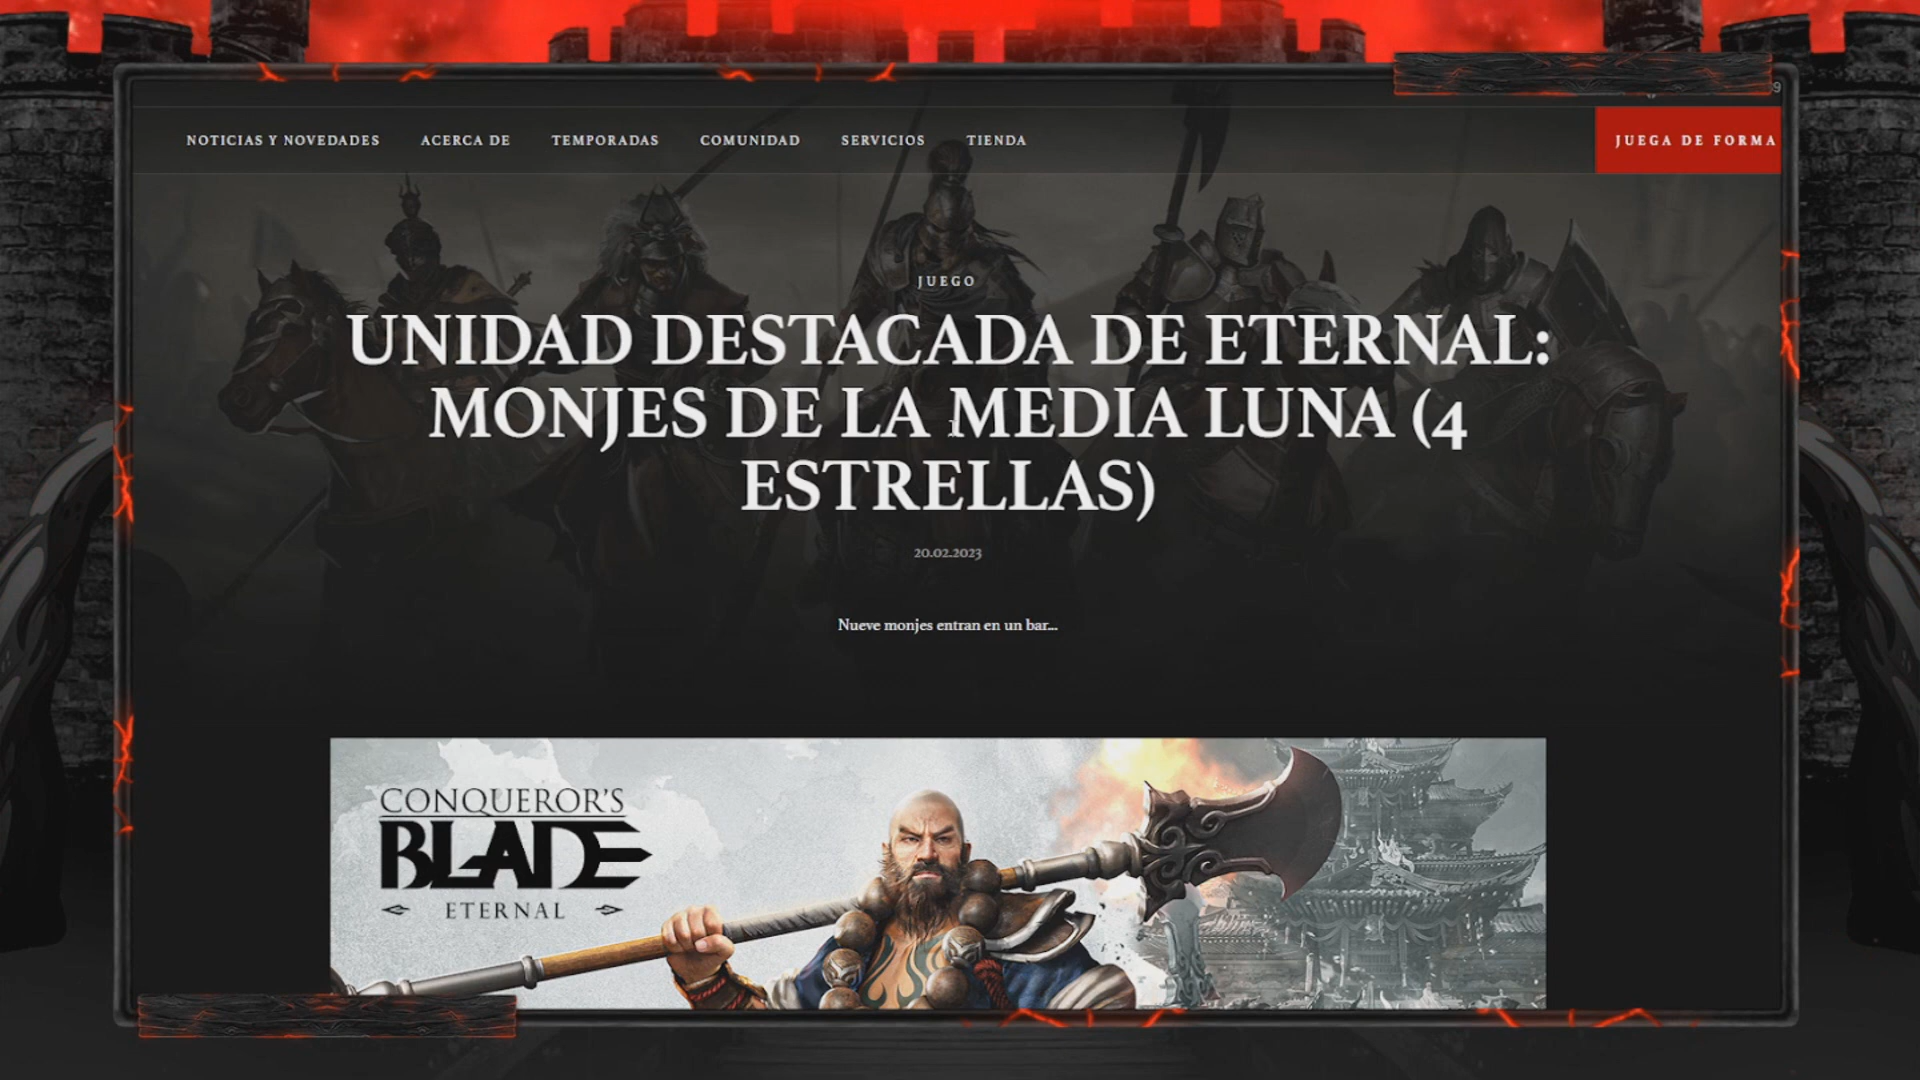 NOTICIAS Y NOVEDADES ACERCA DE TEMPORADAS COMUNIDAD SERVICIOS TIENDA JUEGA DE FORMA
JUEGO
UNIDAD DESTACADA DE ETERNAL:
MONJES DE LA MEDIA LUNA (4
ESTRELLAS)
20.02.2023
Nueve monjes entran en un bar...
CONQUEROR'S
BLADE
ETERNAL